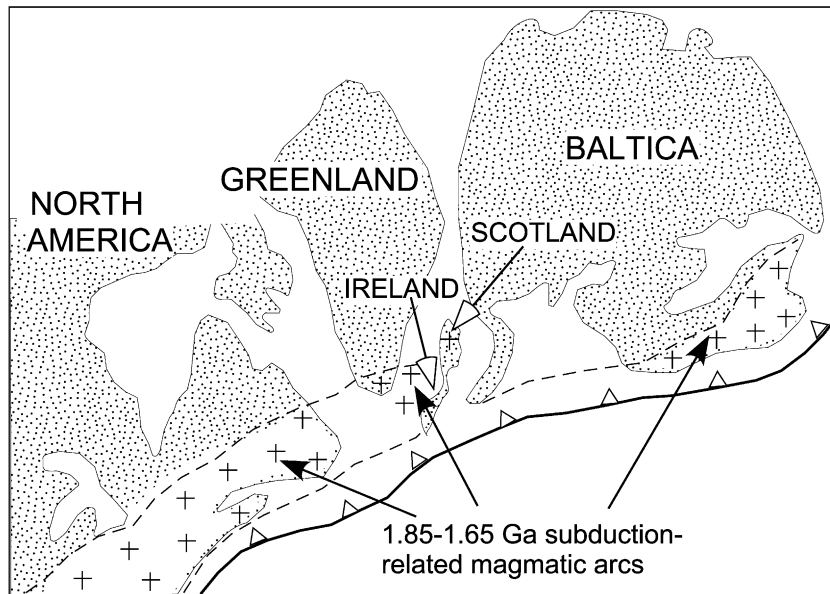 BALTICA
GREENLAND
NORTH
AMERICA
SCOTLAND
IRELAND
1.85-1.65 Ga subduction-
related magmatic arcs